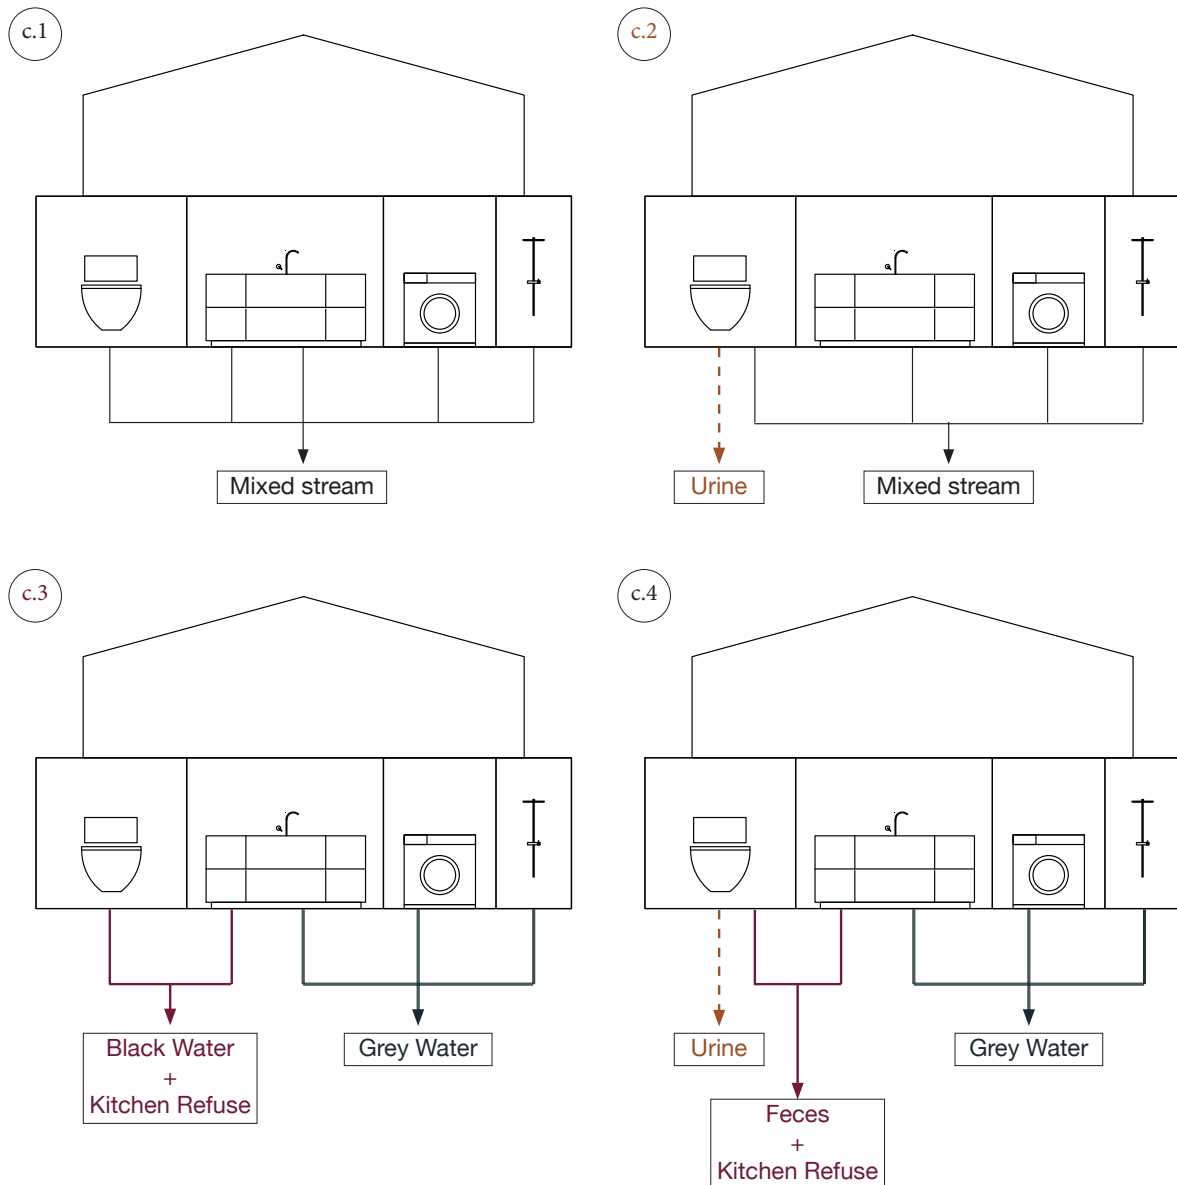 c.1
c.2
Mixed stream
Urine
Mixed stream
c.3
c.4
Black Water
+
Kitchen Refuse
Grey Water
Urine
Grey Water
Feces
+
Kitchen Refuse